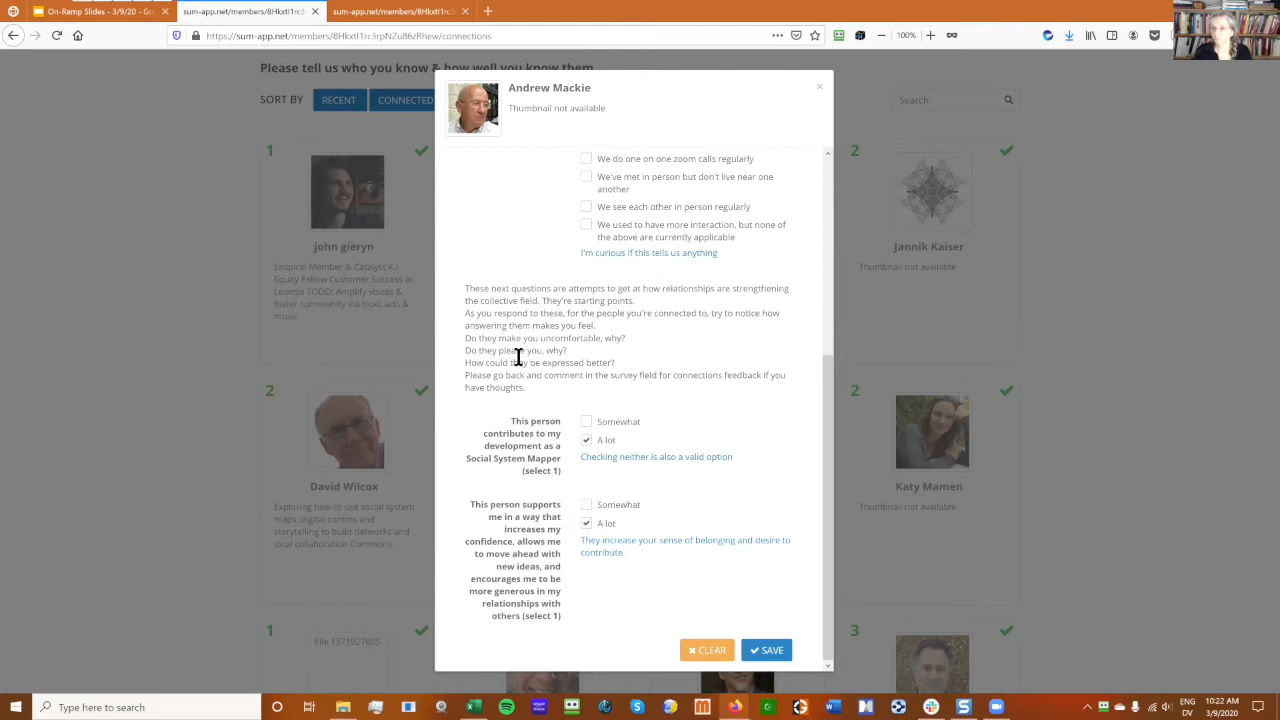 On-Ramp Slides - 3/9/20 - Goo
sum-app.net/members/8HkxtI1rc3
sum-app.net/members/8HkxtI1rc3
https://sum-app.net/members/8HkxtI1rc3rpNZu86zRhew/connections
100%
Please tell us who you know & how well you know them
SORT BY
RECENT
CONNECTED
Search
Andrew Mackie
Thumbnail not available
×
1
john gieryn
Enspiral Member & Catalyst K.i.
Equity Fellow Customer Success at
Loomio TODO: Amplify voices &
foster community via food, arts &
music
2
Jannik Kaiser
Thumbnail not available
We do one on one zoom calls regularly
We've met in person but don't live near one
another
We see each other in person regularly
We used to have more interaction, but none of
the above are currently applicable
I'm curious if this tells us anything
These next questions are attempts to get at how relationships are strengthening
the collective field. They're starting points.
As you respond to these, for the people you're connected to, try to notice how
answering them makes you feel.
Do they make you uncomfortable, why?
Do they please you, why?
How could they be expressed better?
Please go back and comment in the survey field for connections feedback if you
have thoughts.
This person
contributes to my
development as a
Social System Mapper
(select 1)
Somewhat
A lot
Checking neither is also a valid option
This person supports
me in a way that
increases my
confidence, allows me
to move ahead with
new ideas, and
encourages me to be
more generous in my
relationships with
others (select 1)
Somewhat
A lot
They increase your sense of belonging and desire to
contribute.
CLEAR
SAVE
2
David Wilcox
Exploring how to use social system
maps, digital comms and
storytelling to build networks and
local collaboration Commons
2
Katy Mamen
Thumbnail not available
1
File 1571927605
3
Type here to search
10:22 AM
DV
3/9/2020